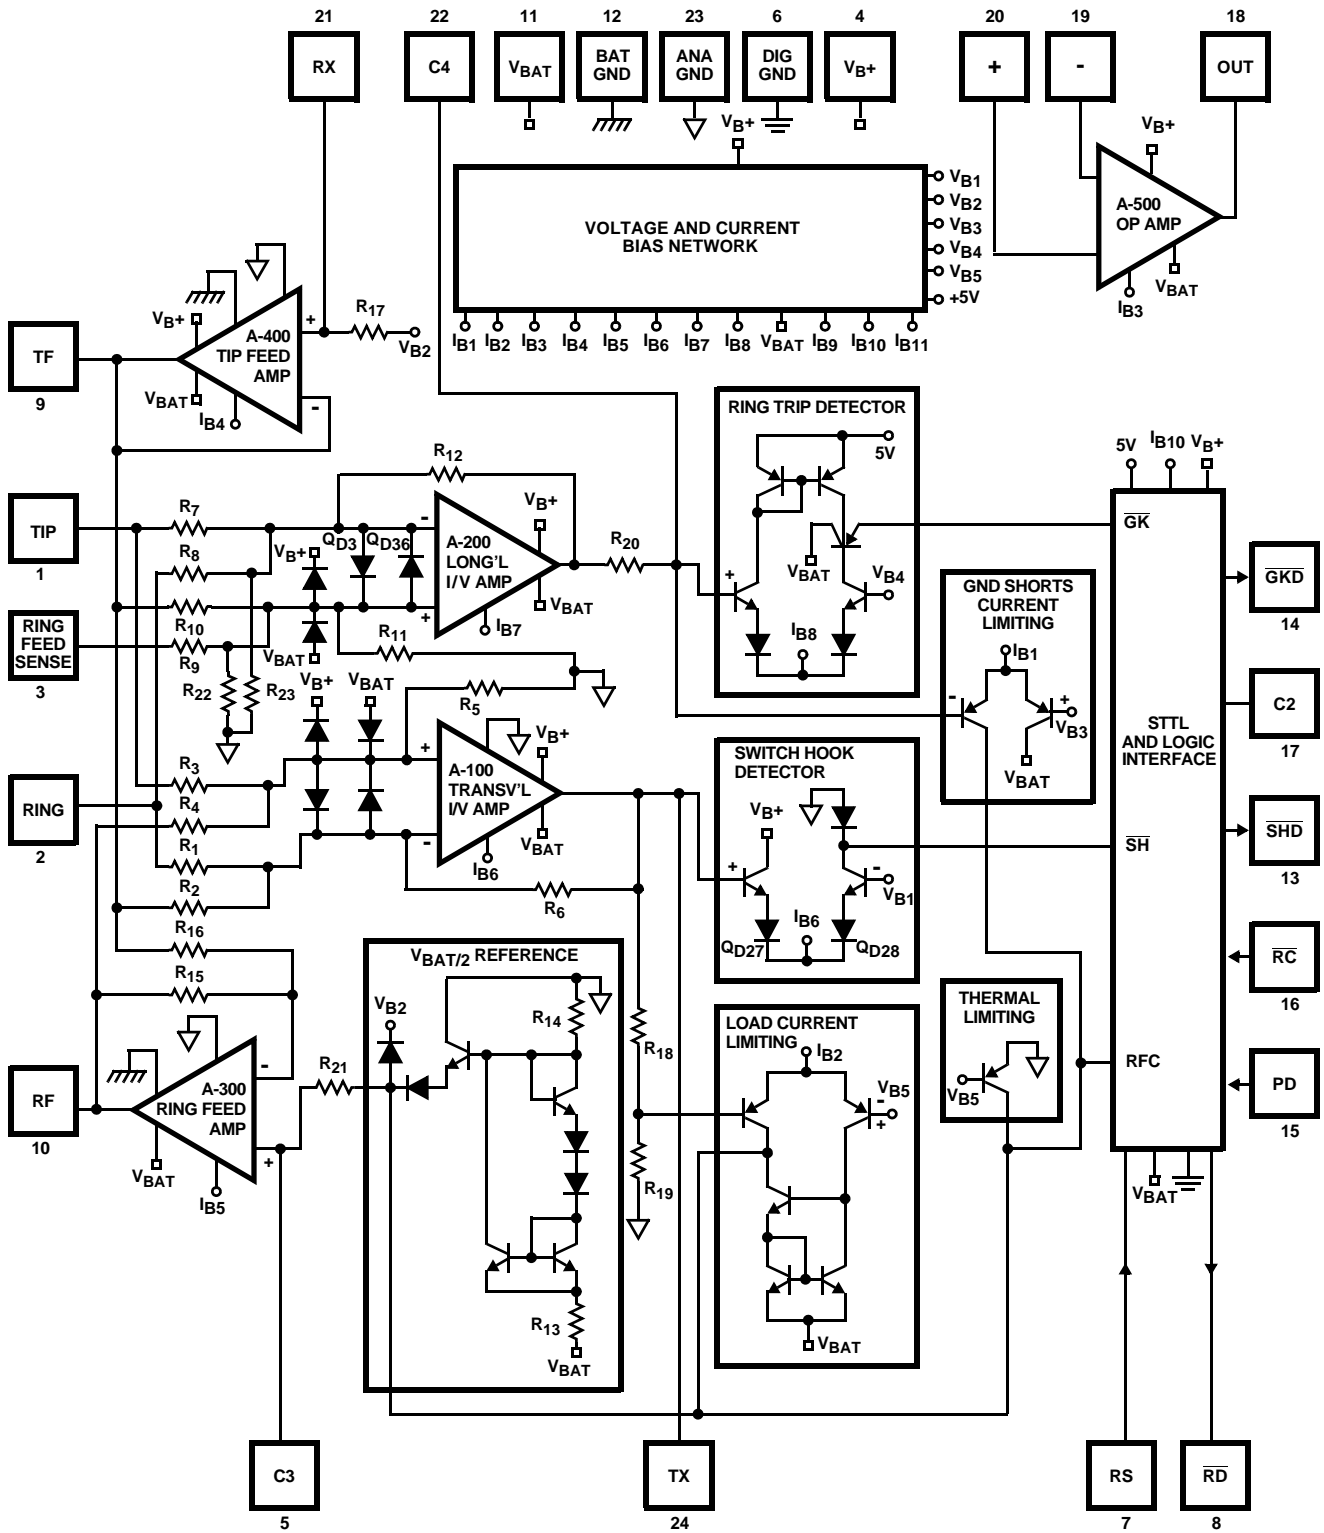 21 22 11 12 23 6 4 20 19 18
RX C4 VBAT BAT GND ANA GND DIG GND VB+ + - OUT
VB+
VB+
VOLTAGE AND CURRENT
BIAS NETWORK
VB1
VB2
VB3
VB4
VB5
+5V
A-500
OP AMP
VBAT
IB3
IB1 IB2 IB3 IB4 IB5 IB6 IB7 IB8 VBAT IB9 IB10 IB11
R17
VB2
VB+
+
A-400
TIP FEED
AMP
-
VBAT
IB4
TF
9
RING TRIP DETECTOR
5V
VBAT
VB4
+
IB8
R12
TIP
1
R7
R8
R10
R9
R22
R23
VB+
QD3
QD36
VBAT
-
A-200
LONG'L
I/V AMP
+
VB+
VBAT
IB7
R20
R11
R5
RING
FEED
SENSE
3
5V IB10 VB+
GK
STTL
AND LOGIC
INTERFACE
SH
RFC
VBAT
GND SHORTS
CURRENT
LIMITING
IB1
-
+
VB3
VBAT
GKD
14
C2
17
SHD
13
RC
16
PD
15
RING
2
R3
R4
R1
R2
R16
R15
VB+ VBAT
+
A-100
TRANSV'L
I/V AMP
-
VB+
VBAT
IB6
R6
SWITCH HOOK
DETECTOR
VB+
+
-
VB1
IB6
QD27
QD28
VBAT/2 REFERENCE
VB2
R14
R13
VBAT
R18
R19
LOAD CURRENT
LIMITING
IB2
-
VB5
+
VBAT
THERMAL
LIMITING
VB5
RF
10
-
A-300
RING FEED
AMP
+
VBAT
IB5
R21
C3
5
TX
24
RS
7
RD
8